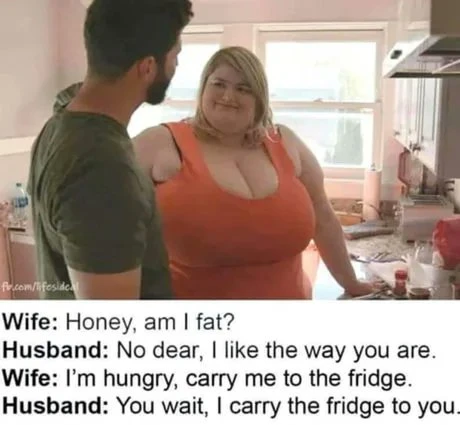 fb.com/lifesideal
Wife: Honey, am I fat?
Husband: No dear, I like the way you are.
Wife: I'm hungry, carry me to the fridge.
Husband: You wait, I carry the fridge to you.